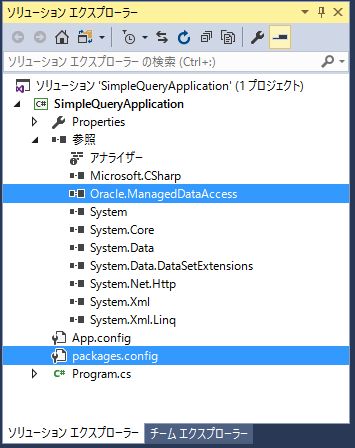 ソリューション エクスプローラー
ソリューション エクスプローラー の検索 (Ctrl+;)
ソリューション 'SimpleQueryApplication' (1 プロジェクト)
C# SimpleQueryApplication
Properties
参照
アナライザー
Microsoft.CSharp
Oracle.ManagedDataAccess
System
System.Core
System.Data
System.Data.DataSetExtensions
System.Net.Http
System.Xml
System.Xml.Linq
App.config
packages.config
C# Program.cs
ソリューション エクスプローラー チーム エクスプローラー